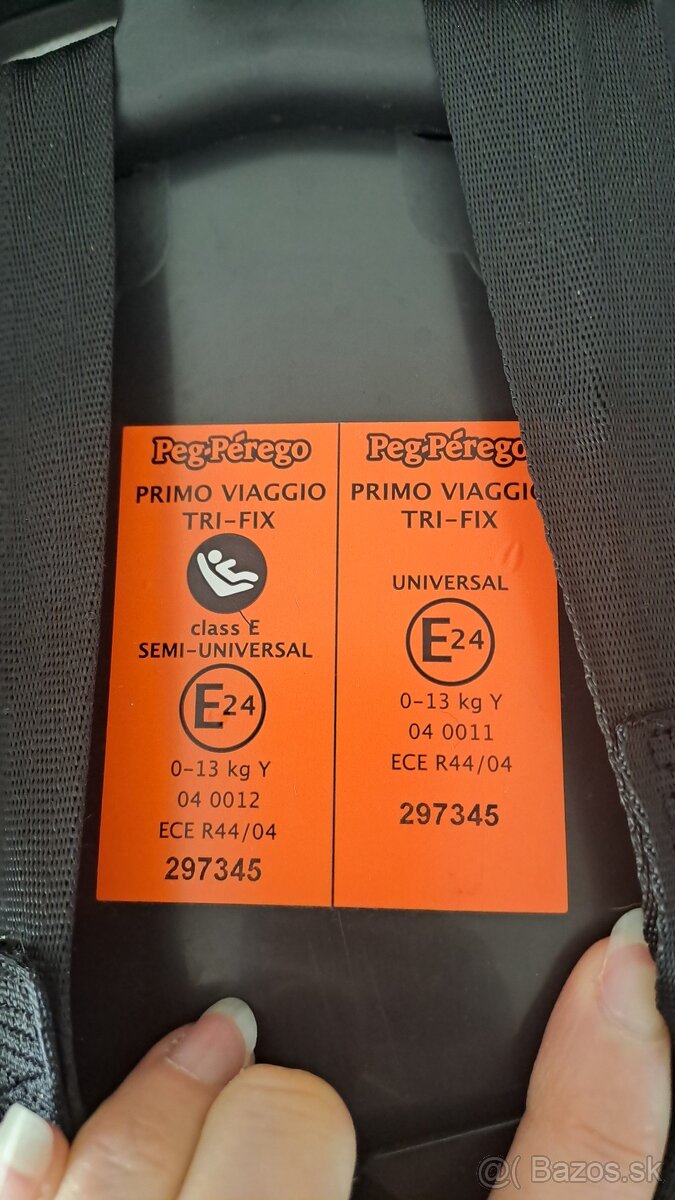 Peg-Pérego
PRIMO VIAGGIO
TRI-FIX
class E
SEMI-UNIVERSAL
E24
0-13 kg Y
04 0012
ECE R44/04
297345
Peg-Pérego
PRIMO VIAGGIO
TRI-FIX
UNIVERSAL
E24
0-13 kg Y
04 0011
ECE R44/04
297345
@( Bazos.sk